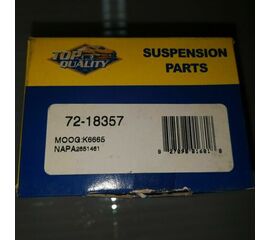 TOP QUALITY
SUSPENSION
PARTS
72-18357
MOOG:K6665
NAPA2651461